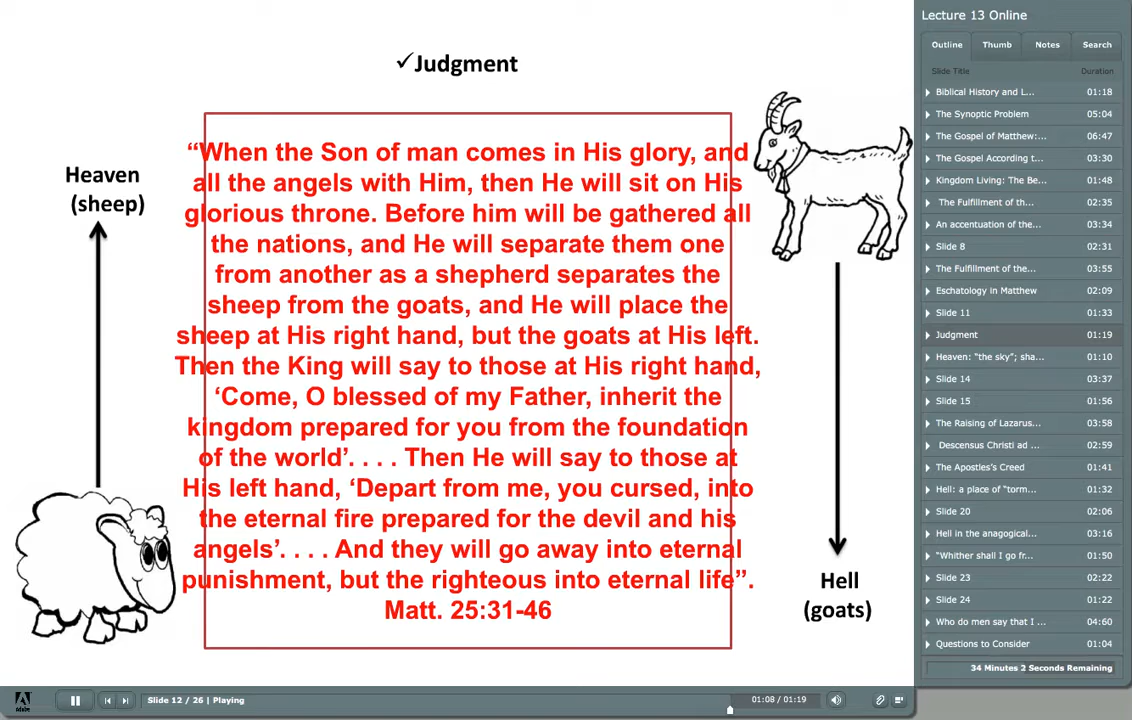 ✓Judgment
Heaven
(sheep)
“When the Son of man comes in His glory, and
all the angels with Him, then He will sit on His
glorious throne. Before him will be gathered all
the nations, and He will separate them one
from another as a shepherd separates the
sheep from the goats, and He will place the
sheep at His right hand, but the goats at His left.
Then the King will say to those at His right hand,
‘Come, O blessed of my Father, inherit the
kingdom prepared for you from the foundation
of the world’. . . . Then He will say to those at
His left hand, ‘Depart from me, you cursed, into
the eternal fire prepared for the devil and his
angels’. . . . And they will go away into eternal
punishment, but the righteous into eternal life”.
Matt. 25:31-46
Hell
(goats)
Lecture 13 Online
Outline Thumb Notes Search
Slide Title Duration
Biblical History and L... 01:18
The Synoptic Problem 05:04
The Gospel of Matthew:... 06:47
The Gospel According t... 03:30
Kingdom Living: The Be... 01:48
The Fulfillment of th... 02:35
An accentuation of the... 03:34
Slide 8 02:31
The Fulfillment of the... 03:55
Eschatology in Matthew 02:09
Slide 11 01:33
Judgment 01:19
Heaven: “the sky”; sha... 01:10
Slide 14 03:37
Slide 15 01:56
The Raising of Lazarus... 03:58
Descensus Christi ad ... 02:59
The Apostles’s Creed 01:41
Hell: a place of “torm... 01:32
Slide 20 02:06
Hell in the anagogical... 03:16
“Whither shall I go fr... 01:50
Slide 23 02:22
Slide 24 01:22
Who do men say that I ... 04:60
Questions to Consider 01:04
34 Minutes 2 Seconds Remaining
Adobe
Slide 12 / 26 | Playing
01:08 / 01:19